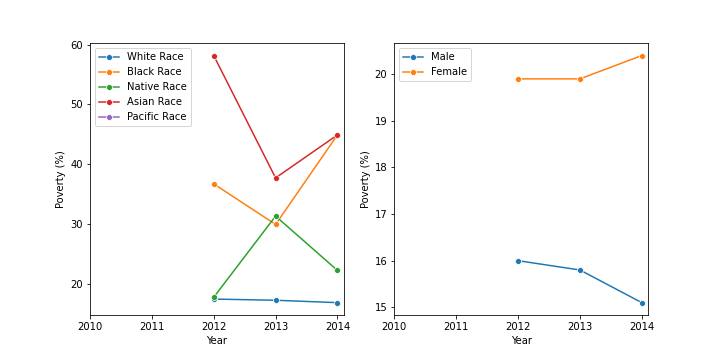 60
50
40
30
20
Poverty (%)
White Race
Black Race
Native Race
Asian Race
Pacific Race
2010 2011 2012 2013 2014
Year
20
19
18
17
16
15
Poverty (%)
Male
Female
2010 2011 2012 2013 2014
Year